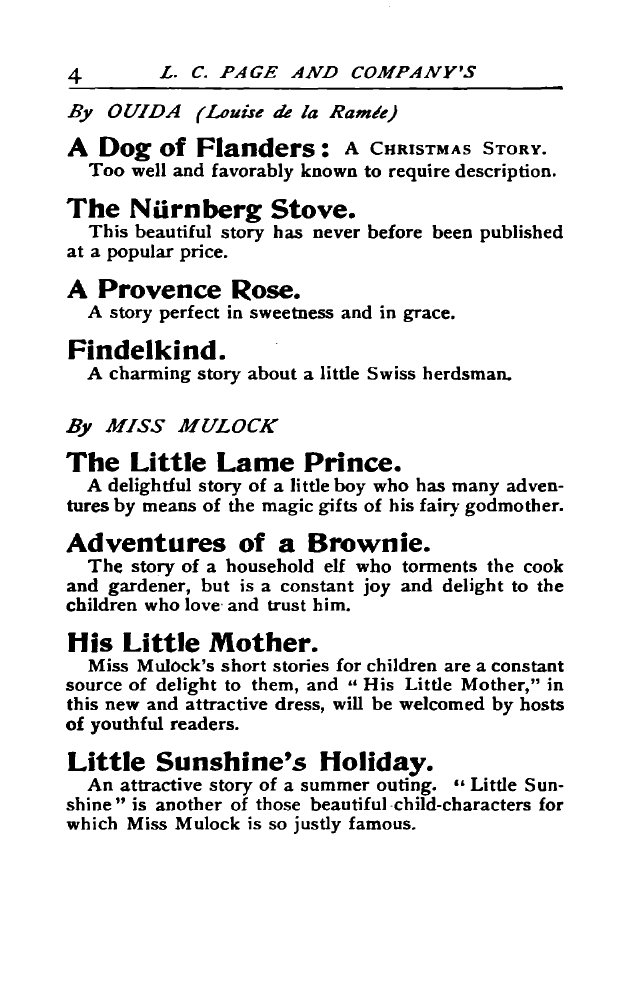 4 L. C. PAGE AND COMPANY'S
By OUIDA (Louise de la Ramée)
A Dog of Flanders: A CHRISTMAS STORY.
Too well and favorably known to require description.
The Nürnberg Stove.
This beautiful story has never before been published
at a popular price.
A Provence Rose.
A story perfect in sweetness and in grace.
Findelkind.
A charming story about a little Swiss herdsman.
By MISS MULOCK
The Little Lame Prince.
A delightful story of a little boy who has many adven-
tures by means of the magic gifts of his fairy godmother.
Adventures of a Brownie.
The story of a household elf who torments the cook
and gardener, but is a constant joy and delight to the
children who love and trust him.
His Little Mother.
Miss Mulock's short stories for children are a constant
source of delight to them, and “ His Little Mother,” in
this new and attractive dress, will be welcomed by hosts
of youthful readers.
Little Sunshine's Holiday.
An attractive story of a summer outing. “ Little Sun-
shine ” is another of those beautiful child-characters for
which Miss Mulock is so justly famous.